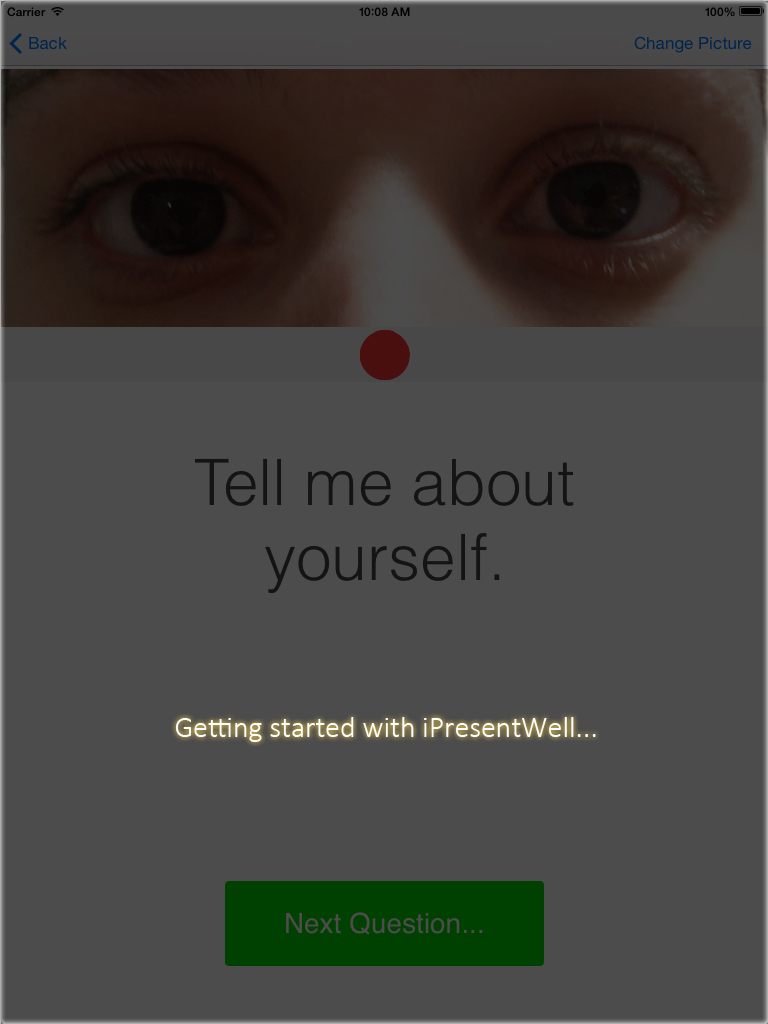 Carrier 10:08 AM 100%
Back Change Picture
Tell me about
yourself.
Getting started with iPresentWell...
Next Question...